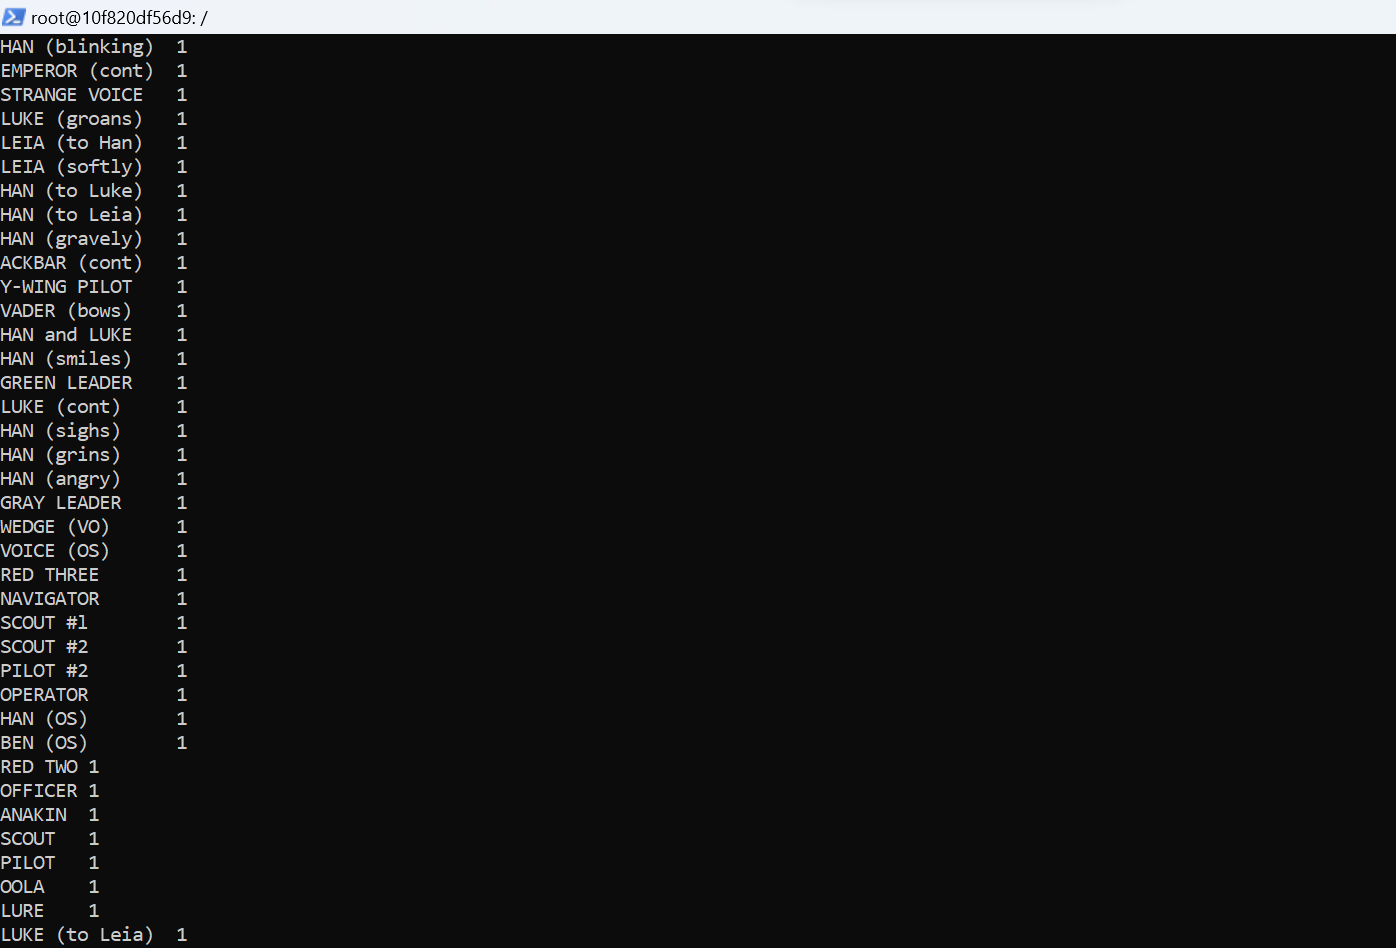 root@10f820df56d9: /
HAN (blinking)  1
EMPEROR (cont)  1
STRANGE VOICE   1
LUKE (groans)   1
LEIA (to Han)   1
LEIA (softly)   1
HAN (to Luke)   1
HAN (to Leia)   1
HAN (gravely)   1
ACKBAR (cont)   1
Y-WING PILOT    1
VADER (bows)    1
HAN and LUKE    1
HAN (smiles)    1
GREEN LEADER    1
LUKE (cont)     1
HAN (sighs)     1
HAN (grins)     1
HAN (angry)     1
GRAY LEADER     1
WEDGE (VO)      1
VOICE (OS)      1
RED THREE       1
NAVIGATOR       1
SCOUT #l        1
SCOUT #2        1
PILOT #2        1
OPERATOR        1
HAN (OS)        1
BEN (OS)        1
RED TWO 1
OFFICER 1
ANAKIN  1
SCOUT   1
PILOT   1
OOLA    1
LURE    1
LUKE (to Leia)  1